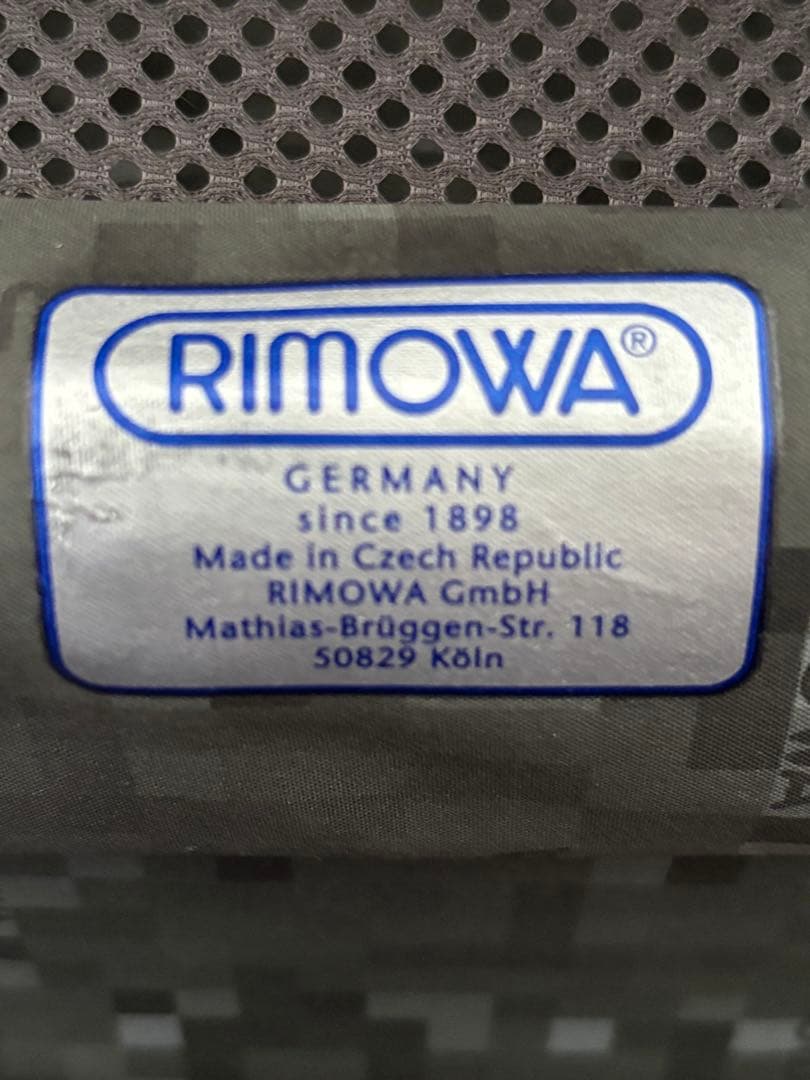 RIMOWA®
GERMANY
since 1898
Made in Czech Republic
RIMOWA GmbH
Mathias-Brüggen-Str. 118
50829 Köln